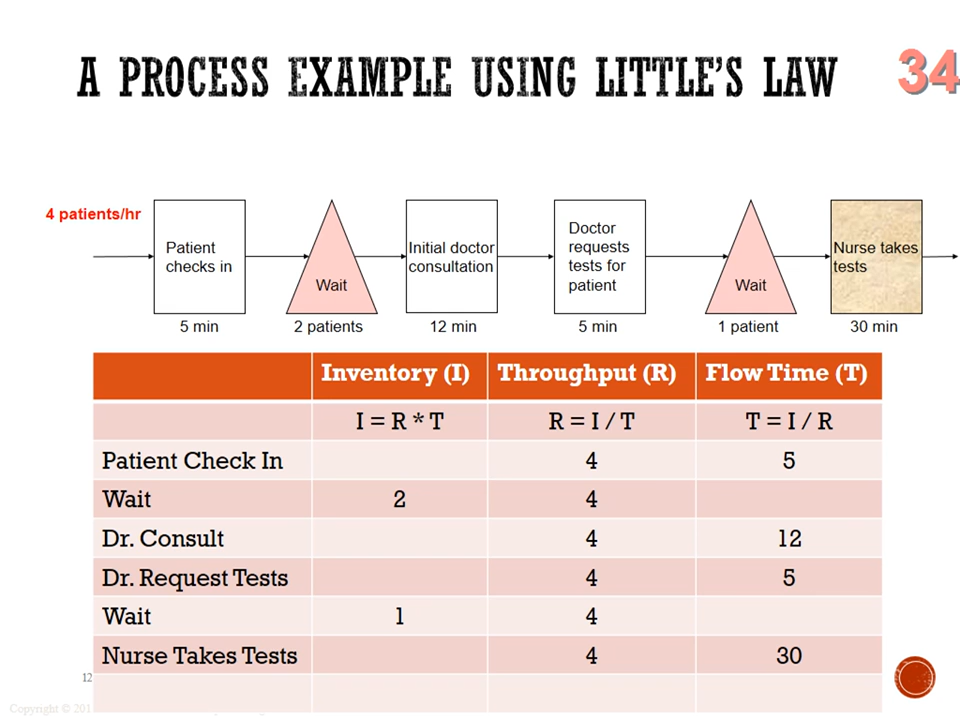 A PROCESS EXAMPLE USING LITTLE'S LAW
34
4 patients/hr
Patient
checks in
Wait
Initial doctor
consultation
Doctor
requests
tests for
patient
Wait
Nurse takes
tests
5 min
2 patients
12 min
5 min
1 patient
30 min
Inventory (I) Throughput (R) Flow Time (T)
I = R * T R = I / T T = I / R
Patient Check In 4 5
Wait 2 4
Dr. Consult 4 12
Dr. Request Tests 4 5
Wait 1 4
Nurse Takes Tests 4 30
12
Copyright © 201